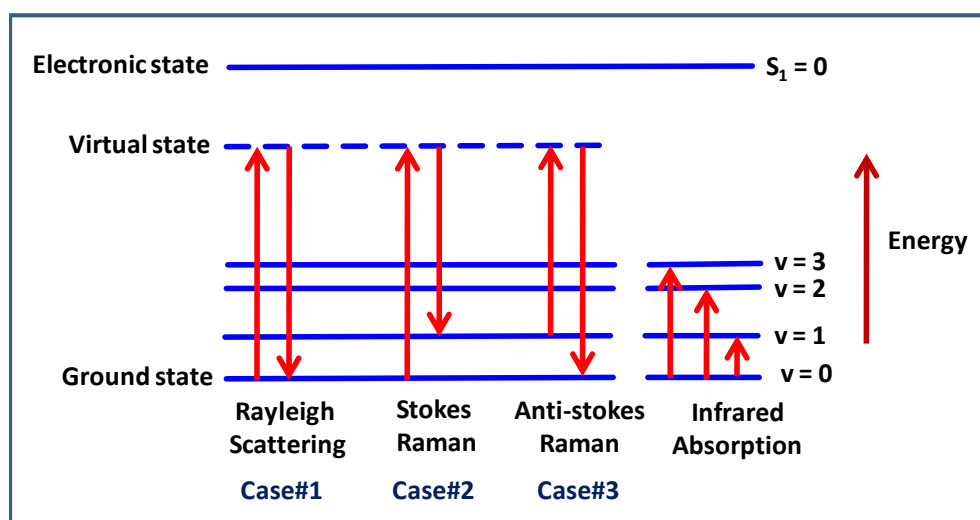 Electronic state
S₁ = 0
Virtual state
Energy
v = 3
v = 2
v = 1
Ground state
v = 0
Rayleigh
Scattering
Stokes
Raman
Anti-stokes
Raman
Infrared
Absorption
Case#1
Case#2
Case#3